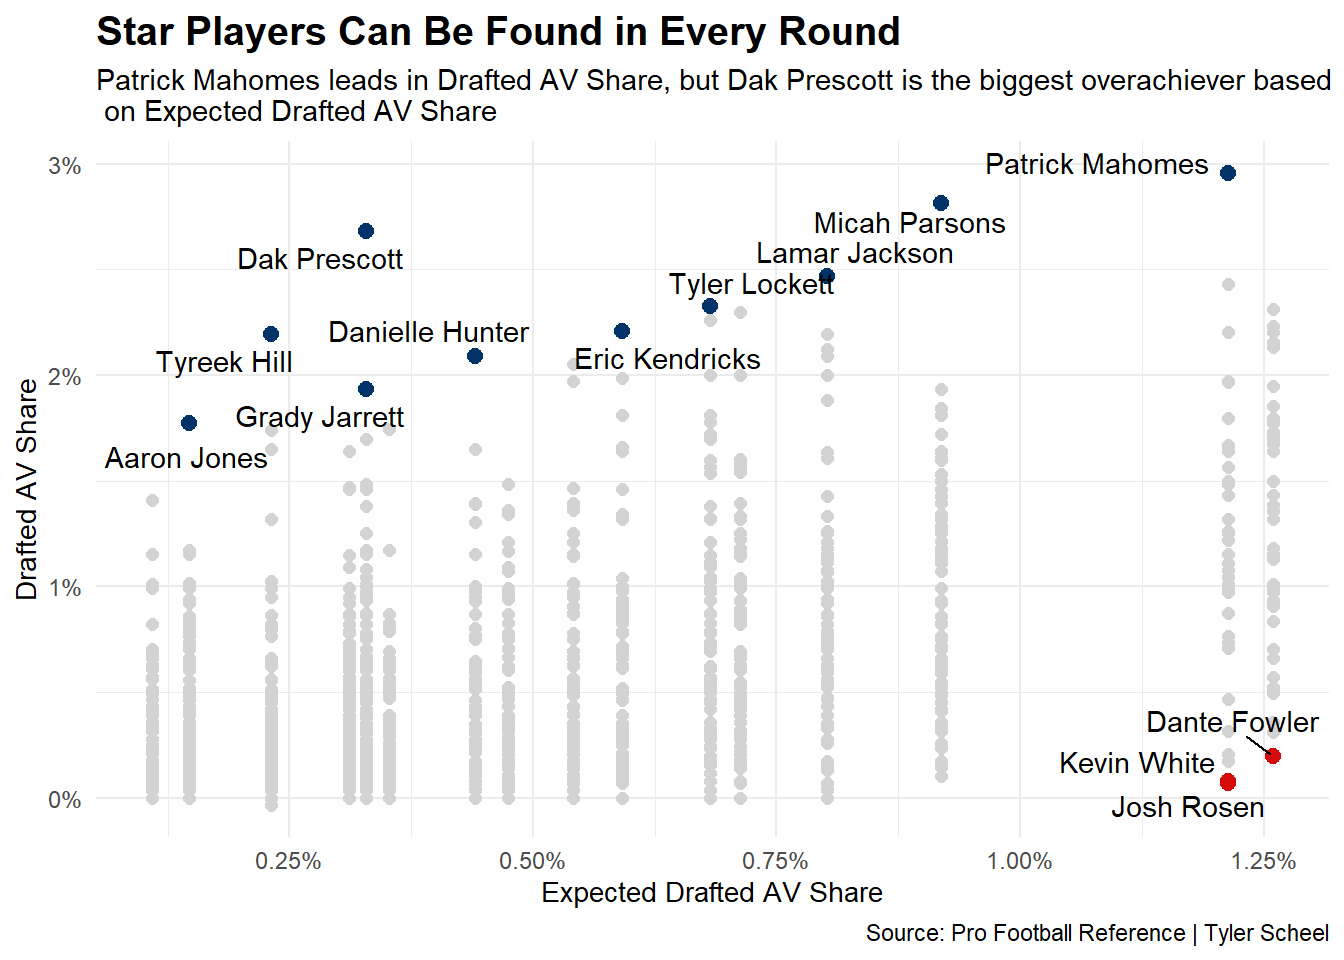 Star Players Can Be Found in Every Round
Patrick Mahomes leads in Drafted AV Share, but Dak Prescott is the biggest overachiever based
on Expected Drafted AV Share
3%
Patrick Mahomes
Micah Parsons
Dak Prescott
Lamar Jackson
Tyler Lockett
Danielle Hunter
Tyreek Hill
Eric Kendricks
2%
Grady Jarrett
Aaron Jones
Drafted AV Share
1%
Dante Fowler
Kevin White
0%
Josh Rosen
0.25%
0.50%
0.75%
1.00%
1.25%
Expected Drafted AV Share
Source: Pro Football Reference | Tyler Scheel